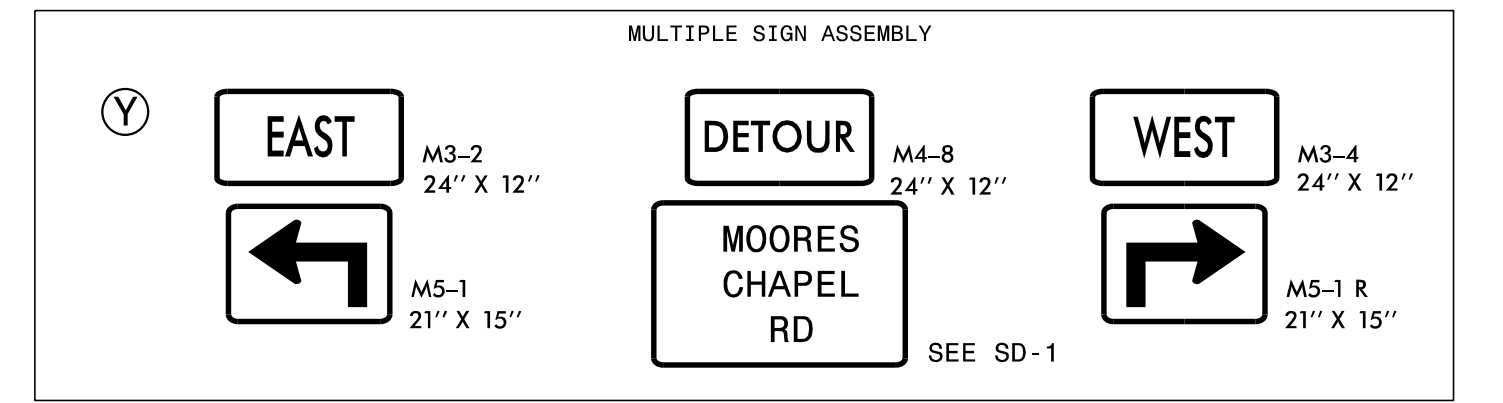 MULTIPLE SIGN ASSEMBLY
Y
EAST
M3–2
24'' X 12''
M5–1
21'' X 15''
DETOUR
M4–8
24'' X 12''
MOORES
CHAPEL
RD
SEE SD-1
WEST
M3–4
24'' X 12''
M5–1 R
21'' X 15''